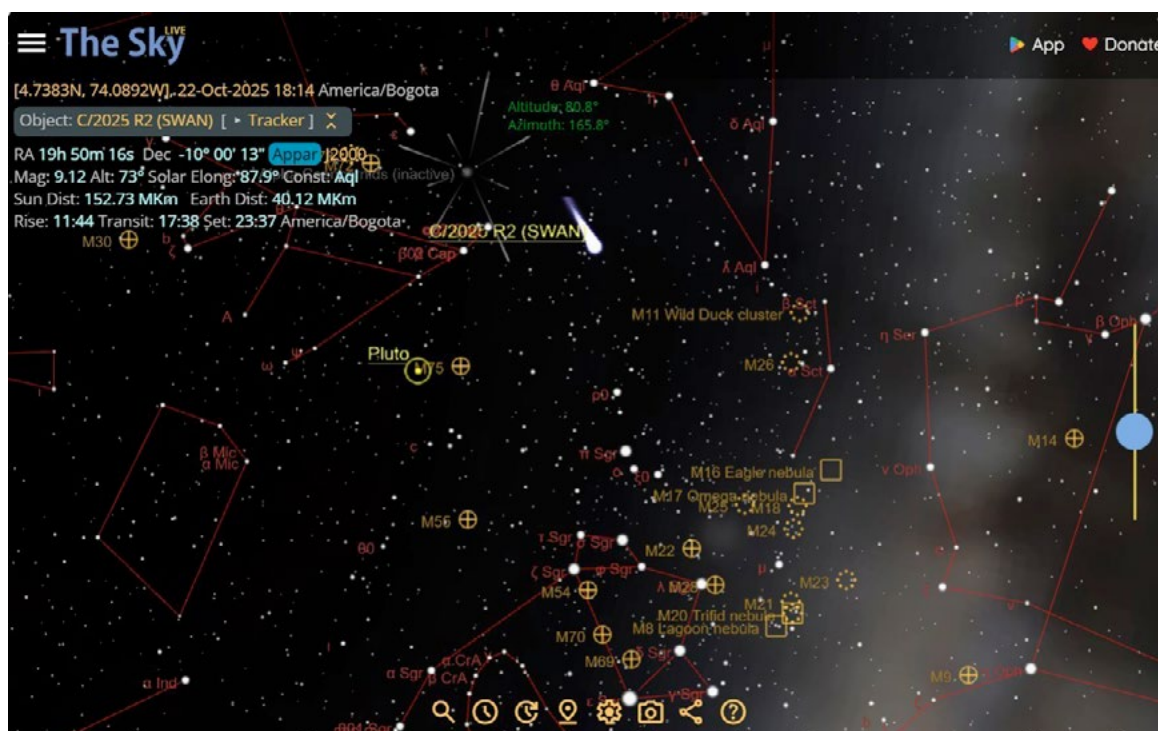 The Sky LIVE
App
Donate
[4.7383N, 74.0892W], 22-Oct-2025 18:14 America/Bogota
Object: C/2025 R2 (SWAN) [ ▸ Tracker ]
RA 19h 50m 16s Dec -10° 00' 13" Appar J2000
Mag: 9.12 Alt: 73° Solar Elong: 87.9° Const: Aql
Sun Dist: 152.73 MKm Earth Dist: 40.12 MKm
Rise: 11:44 Transit: 17:38 Set: 23:37 America/Bogota
Altitude: 80.8°
Azimuth: 165.8°
θ Aql
μ
δ Aql
(inactive)
C/2025 R2 (SWAN)
M30
ζ
Cap
λ Aql
A
β Sct
M11 Wild Duck cluster
η Ser
β Oph
γ
Pluto
M75
ω
ψ
M26
α Sct
ρ0
β Mic
α Mic
c
π Sgr
ο
ξ0
M14
ν Oph
M16 Eagle nebula
M17 Omega nebula
M25
M18
M55
M24
θ0
τ Sgr
σ Sgr
M22
ζ Sgr
φ Sgr
μ
M23
M54
M28
M21
M20 Trifid nebula
M8 Lagoon nebula
M70
M69
δ Sgr
α Sgr
α CrA
β CrA
γ Sgr
α Ind
M9